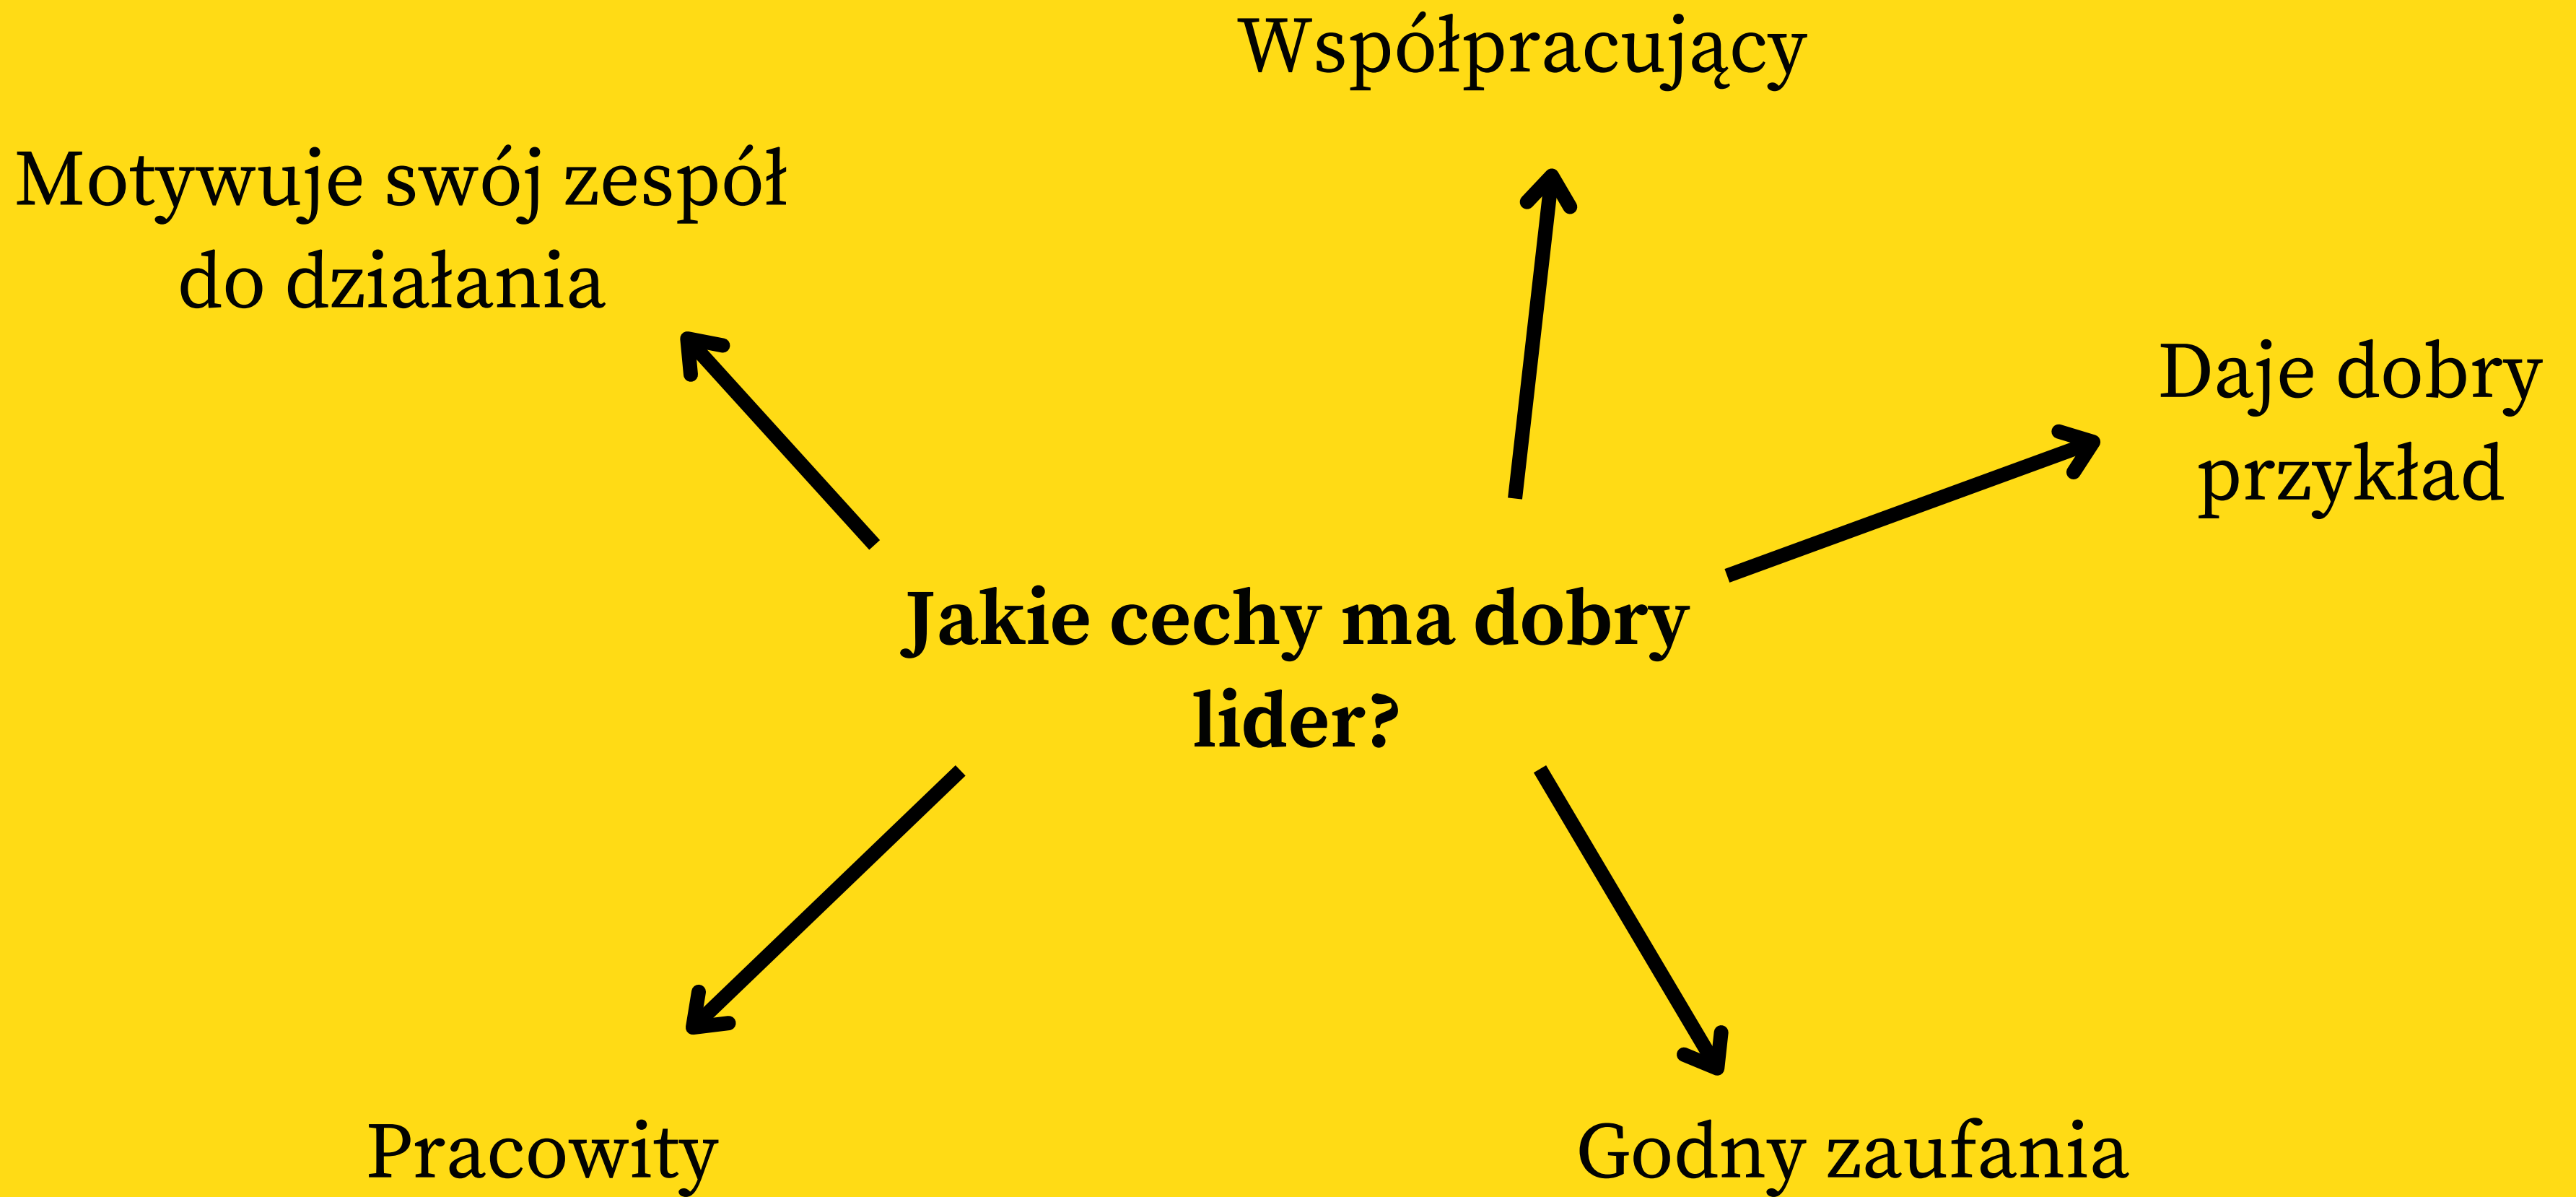 Współpracujący
Motywuje swój zespół
do działania
Daje dobry
przykład
Jakie cechy ma dobry
lider?
Pracowity
Godny zaufania